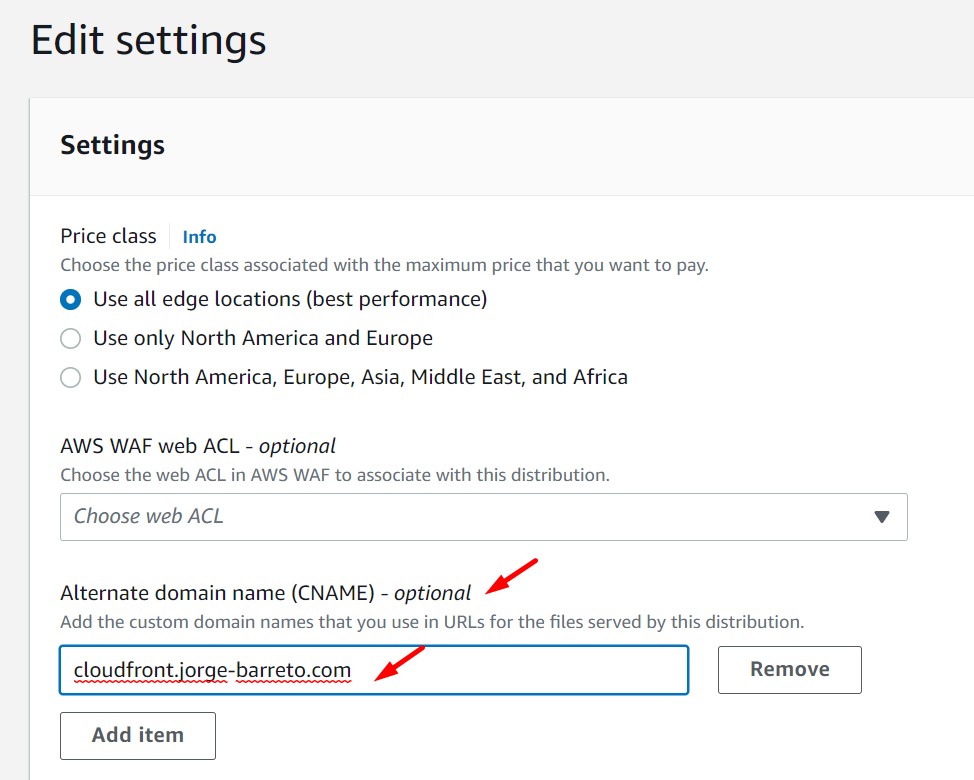 Edit settings
Settings
Price class Info
Choose the price class associated with the maximum price that you want to pay.
Use all edge locations (best performance)
Use only North America and Europe
Use North America, Europe, Asia, Middle East, and Africa
AWS WAF web ACL - optional
Choose the web ACL in AWS WAF to associate with this distribution.
Choose web ACL
Alternate domain name (CNAME) - optional
Add the custom domain names that you use in URLs for the files served by this distribution.
cloudfront.jorge-barreto.com Remove
Add item